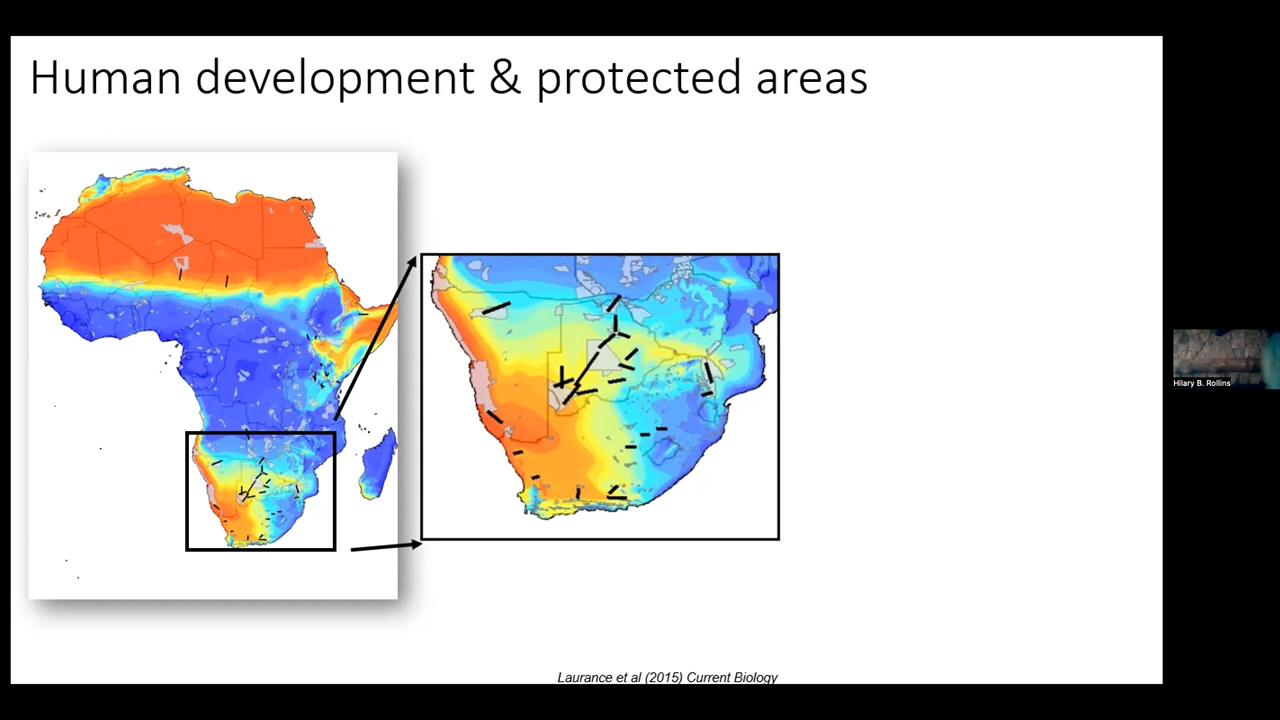 Human development & protected areas
Hilary B. Rollins
Laurance et al (2015) Current Biology